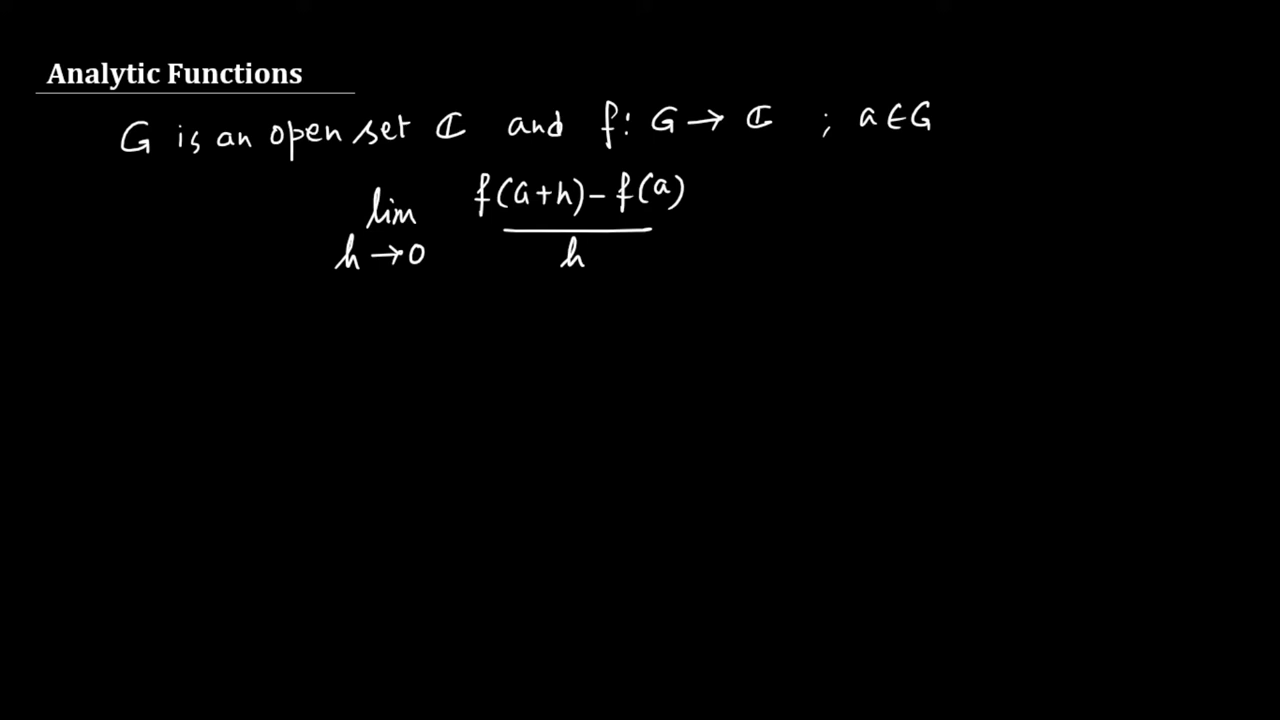 Analytic Functions
G is an open set ℂ and f: G → ℂ ; a ∈ G
lim f(a+h) - f(a)
h → 0 h